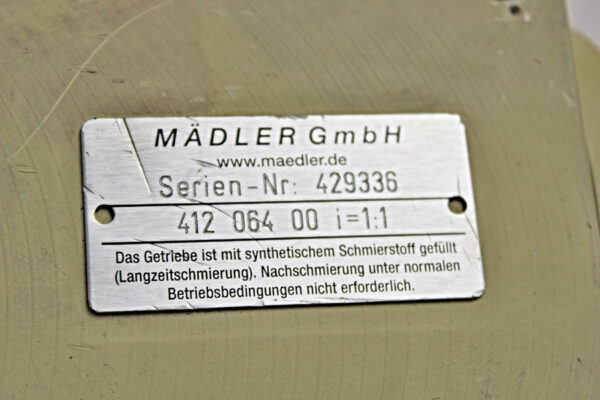 MÄDLER GmbH
www.maedler.de
Serien-Nr: 429336
412 064 00 i=1:1
Das Getriebe ist mit synthetischem Schmierstoff gefüllt
(Langzeitschmierung). Nachschmierung unter normalen
Betriebsbedingungen nicht erforderlich.